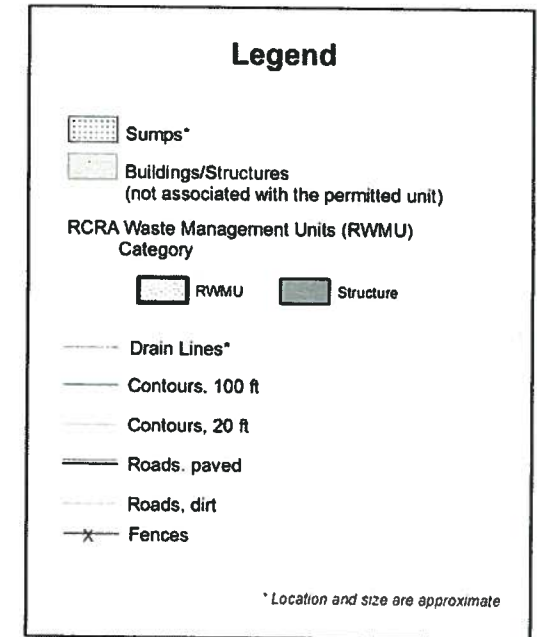 Legend
Sumps*
Buildings/Structures
(not associated with the permitted unit)
RCRA Waste Management Units (RWMU)
Category
RWMU Structure
Drain Lines*
Contours, 100 ft
Contours, 20 ft
Roads, paved
Roads, dirt
Fences
* Location and size are approximate